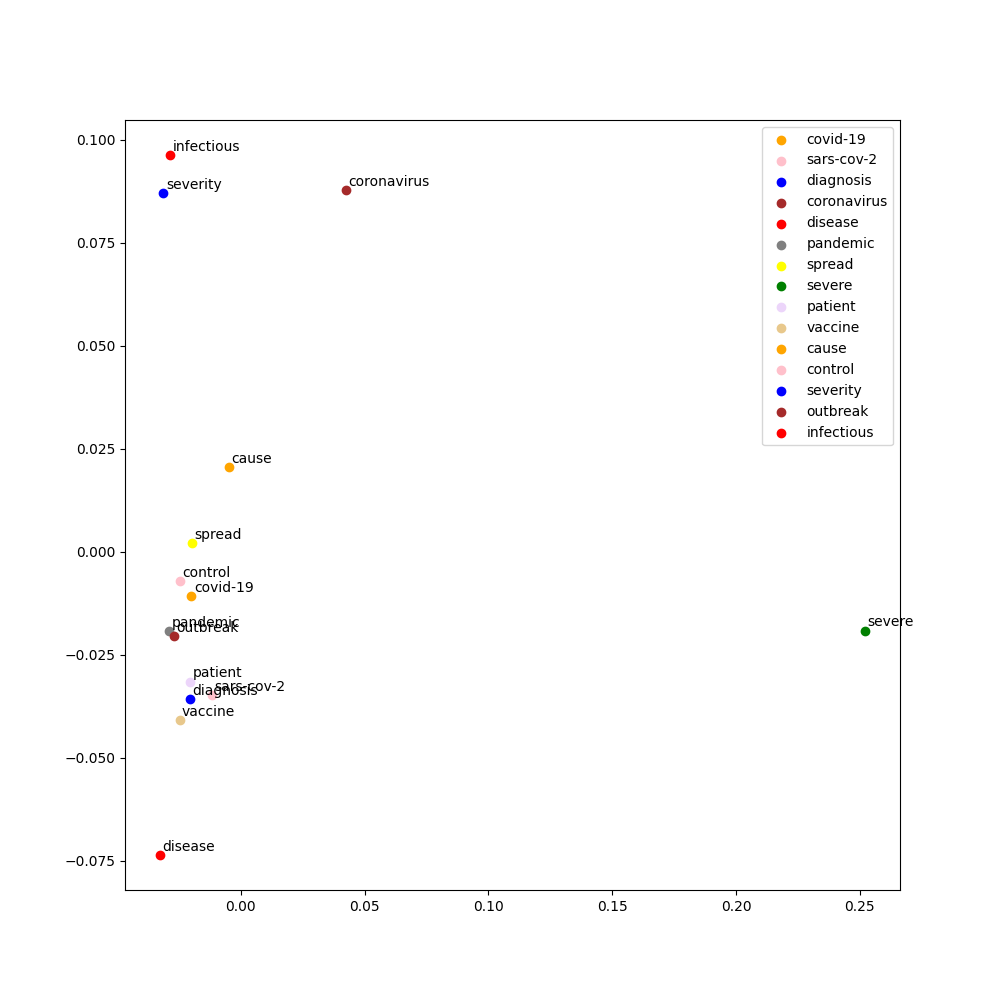 0.100
0.075
0.050
0.025
0.000
−0.025
−0.050
−0.075
0.00 0.05 0.10 0.15 0.20 0.25
infectious
severity
coronavirus
cause
spread
control
covid-19
pandemic
outbreak
severe
patient
sars-cov-2
diagnosis
vaccine
disease
covid-19
sars-cov-2
diagnosis
coronavirus
disease
pandemic
spread
severe
patient
vaccine
cause
control
severity
outbreak
infectious